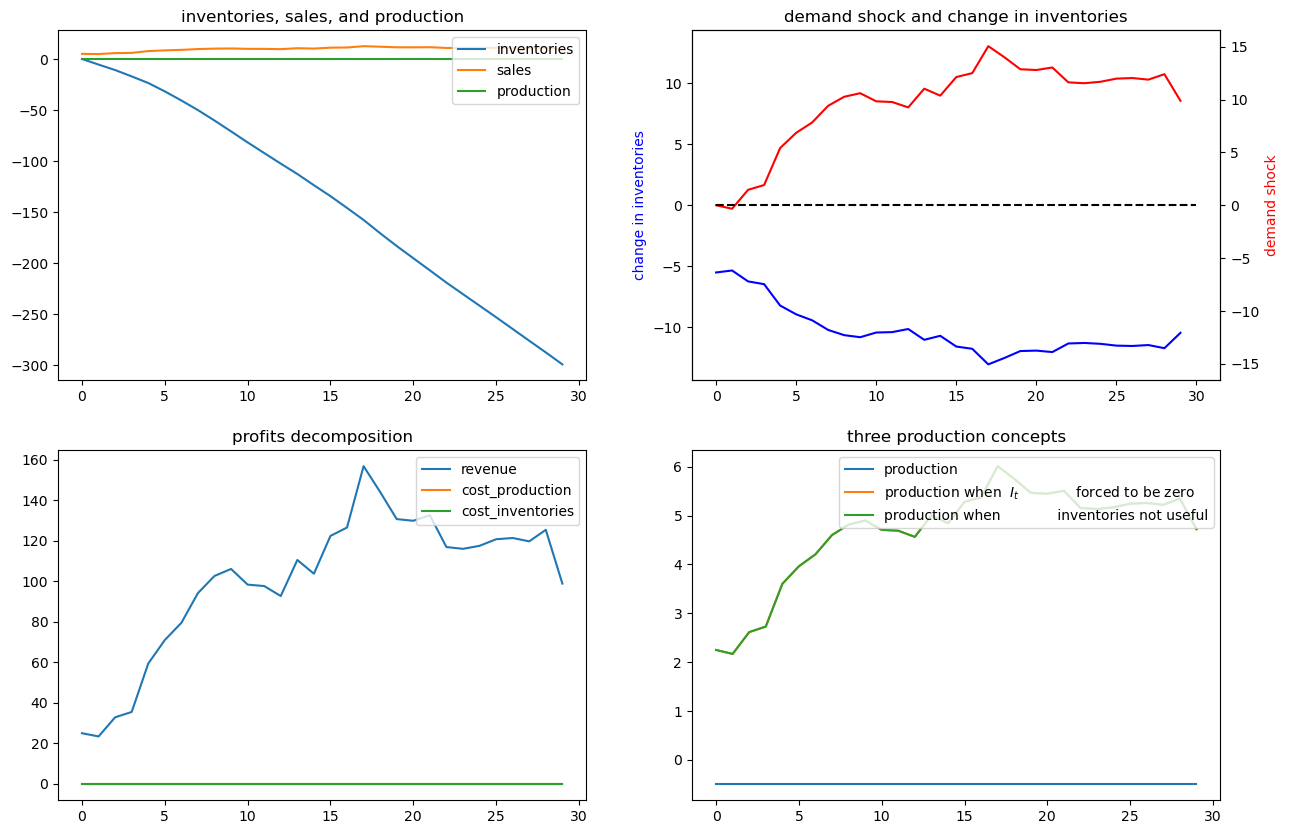 inventories, sales, and production
inventories
sales
production
0
−50
−100
−150
−200
−250
−300
0 5 10 15 20 25 30
demand shock and change in inventories
change in inventories
10
5
0
−5
−10
15
10
5
0
−5
−10
−15
demand shock
0 5 10 15 20 25 30
profits decomposition
revenue
cost_production
cost_inventories
160
140
120
100
80
60
40
20
0
0 5 10 15 20 25 30
three production concepts
production
production when I_t forced to be zero
production when inventories not useful
6
5
4
3
2
1
0
0 5 10 15 20 25 30